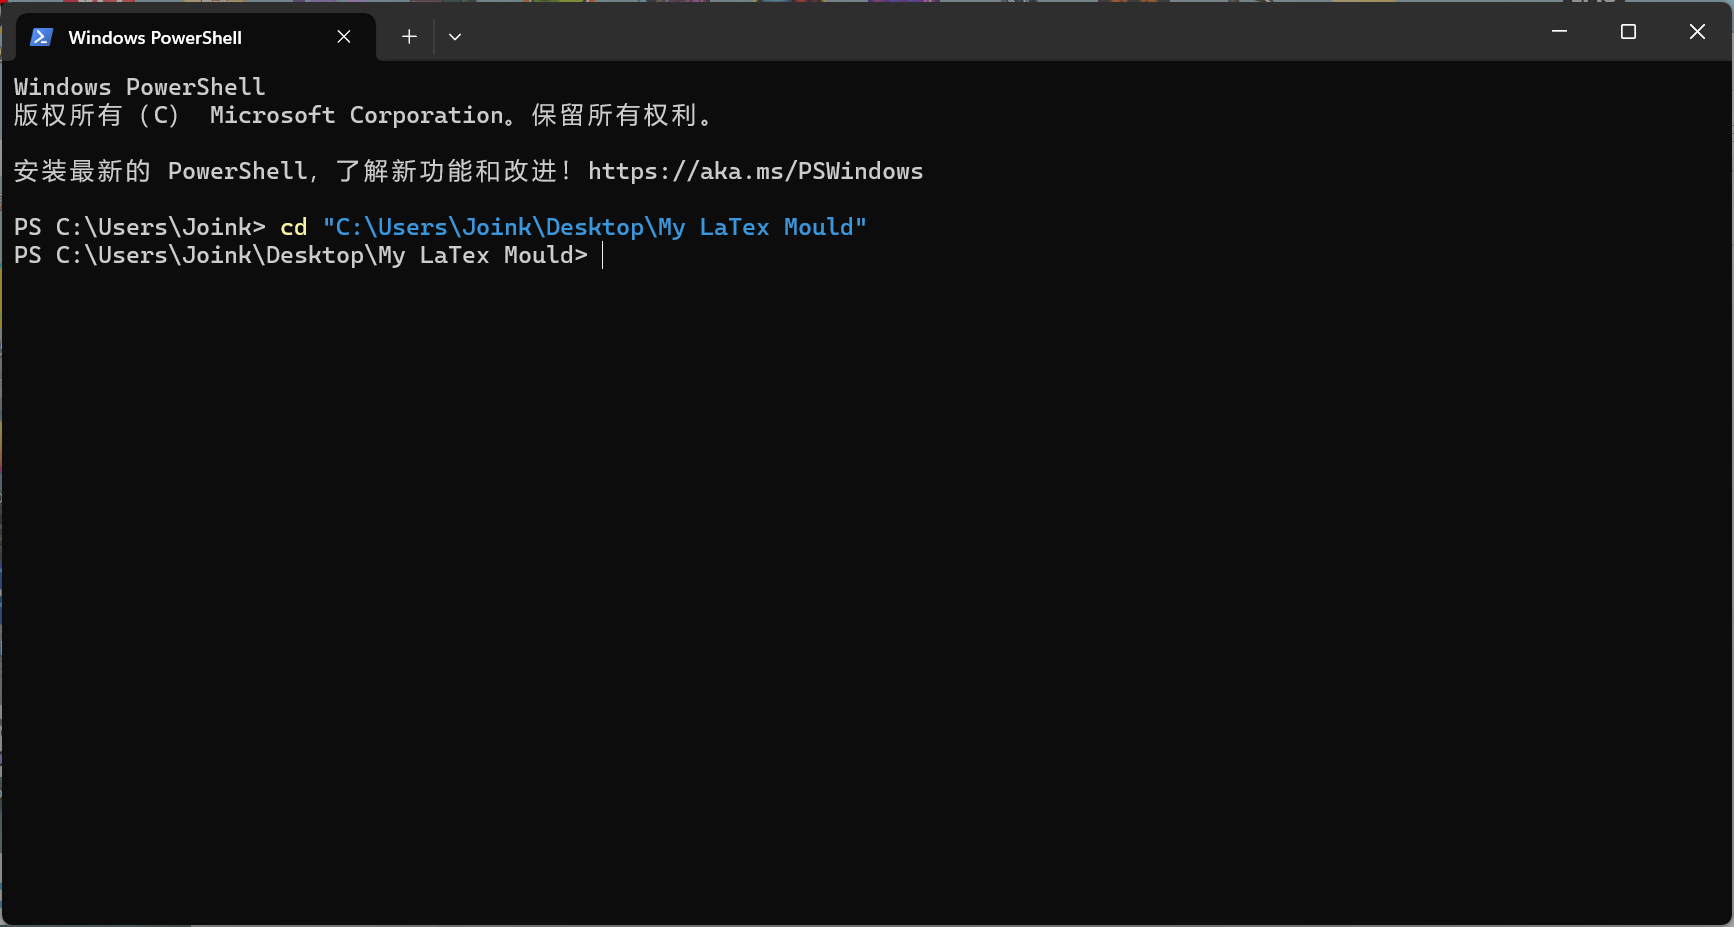 Windows PowerShell
Windows PowerShell
版权所有（C） Microsoft Corporation。保留所有权利。
安装最新的 PowerShell，了解新功能和改进！https://aka.ms/PSWindows
PS C:\Users\Joink> cd "C:\Users\Joink\Desktop\My LaTex Mould"
PS C:\Users\Joink\Desktop\My LaTex Mould>